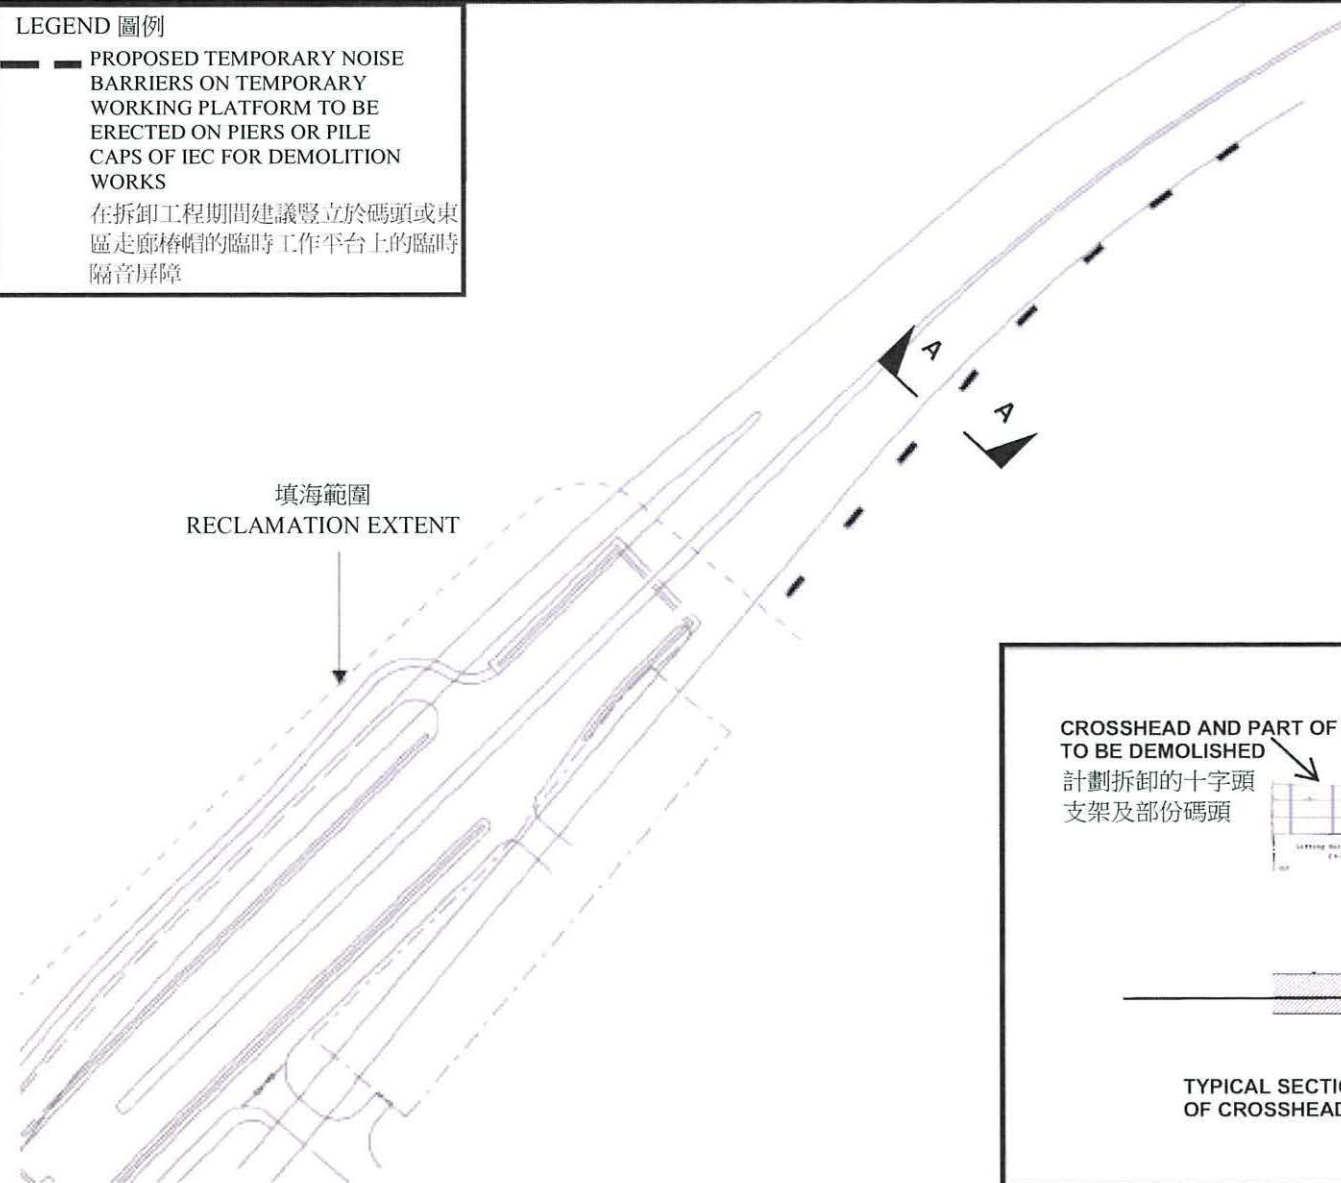 LEGEND 圖例
PROPOSED TEMPORARY NOISE
BARRIERS ON TEMPORARY
WORKING PLATFORM TO BE
ERECTED ON PIERS OR PILE
CAPS OF IEC FOR DEMOLITION
WORKS
在拆卸工程期間建議豎立於碼頭或東
區走廊樁帽的臨時工作平台上的臨時
隔音屏障
A
A
填海範圍
RECLAMATION EXTENT
CROSSHEAD AND PART OF
TO BE DEMOLISHED
計劃拆卸的十字頭
支架及部份碼頭
TYPICAL SECTI
OF CROSSHEAD